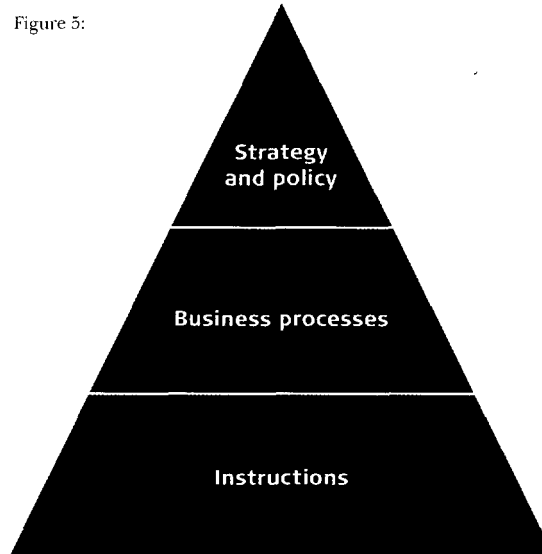 Figure 5:
Strategy
and policy
Business processes
Instructions